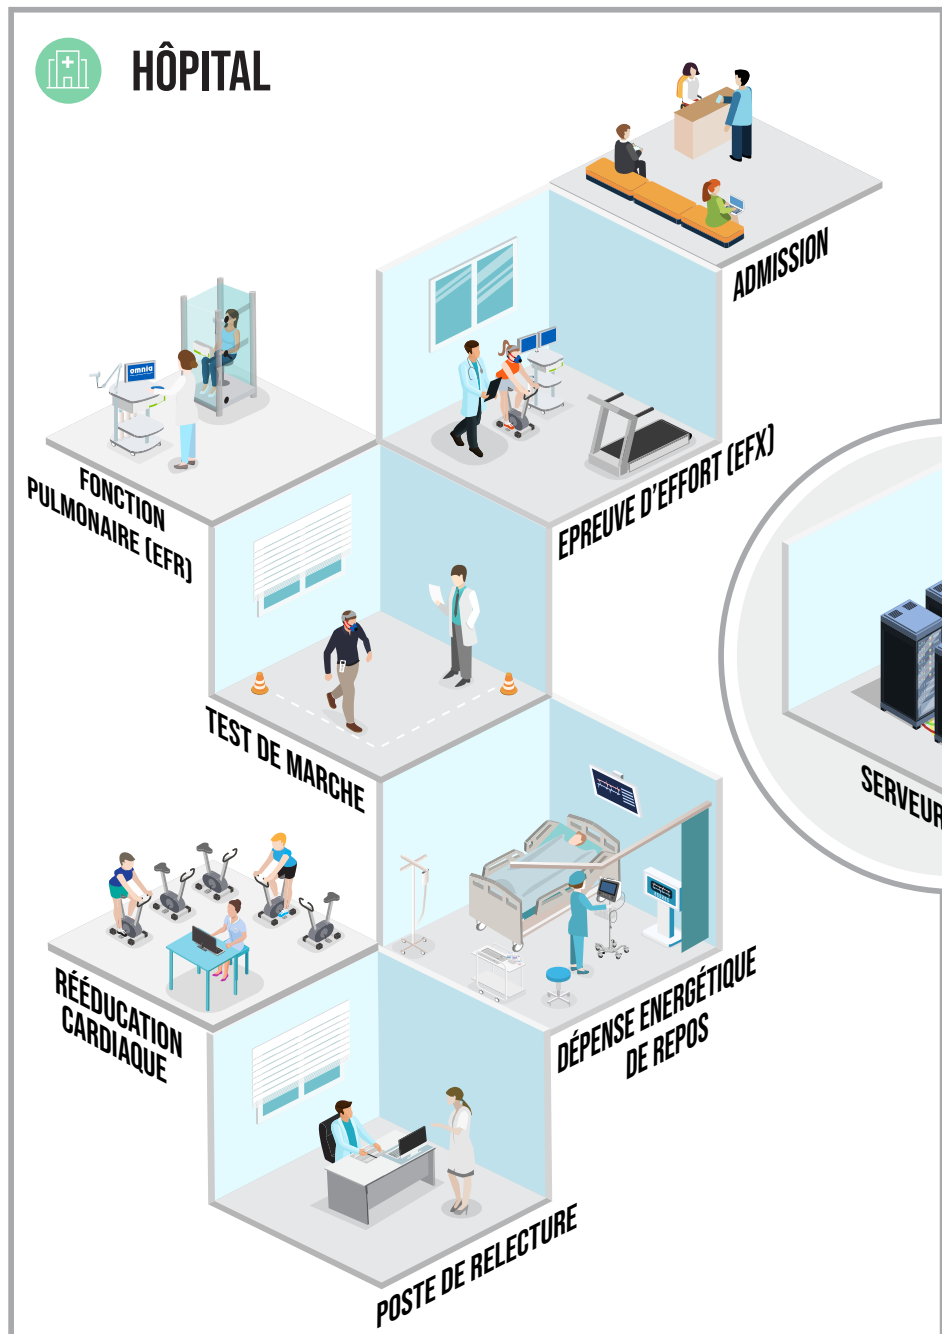 HÔPITAL
ADMISSION
omnia
FONCTION
PULMONAIRE (EFR)
EPREUVE D'EFFORT (EFX)
TEST DE MARCHE
SERVEUR
RÉÉDUCATION
CARDIAQUE
DÉPENSE ENERGÉTIQUE
DE REPOS
POSTE DE RELECTURE